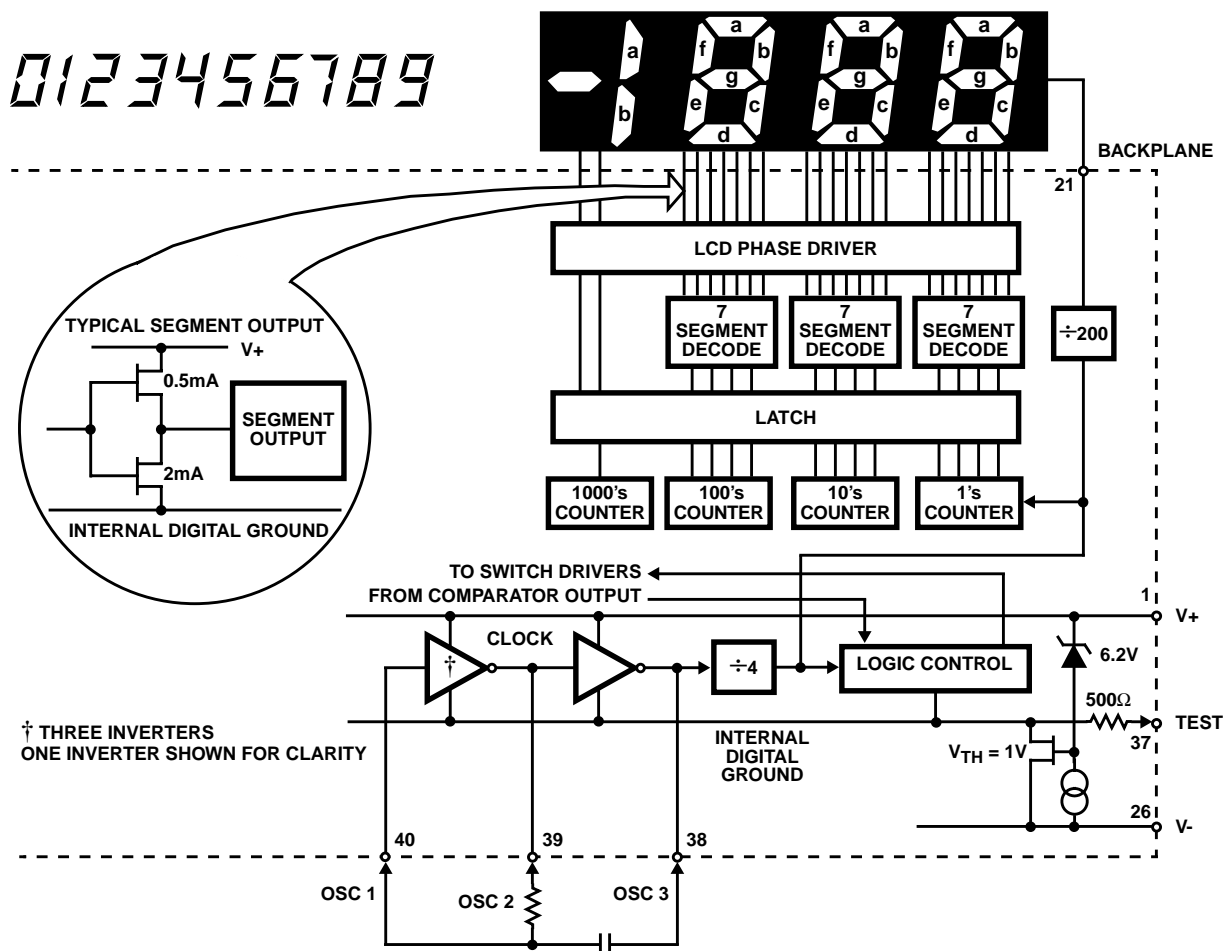 0123456789
a
b
a
b
c
d
e
f
g
a
b
c
d
e
f
g
a
b
c
d
e
f
g
BACKPLANE
21
LCD PHASE DRIVER
TYPICAL SEGMENT OUTPUT
V+
0.5mA
SEGMENT
OUTPUT
2mA
INTERNAL DIGITAL GROUND
7
SEGMENT
DECODE
7
SEGMENT
DECODE
7
SEGMENT
DECODE
÷200
LATCH
1000's
COUNTER
100's
COUNTER
10's
COUNTER
1's
COUNTER
TO SWITCH DRIVERS
FROM COMPARATOR OUTPUT
1
V+
CLOCK
†
÷4
LOGIC CONTROL
6.2V
500Ω
TEST
37
† THREE INVERTERS
ONE INVERTER SHOWN FOR CLARITY
INTERNAL
DIGITAL
GROUND
VTH = 1V
26
V-
40
39
38
OSC 1
OSC 2
OSC 3